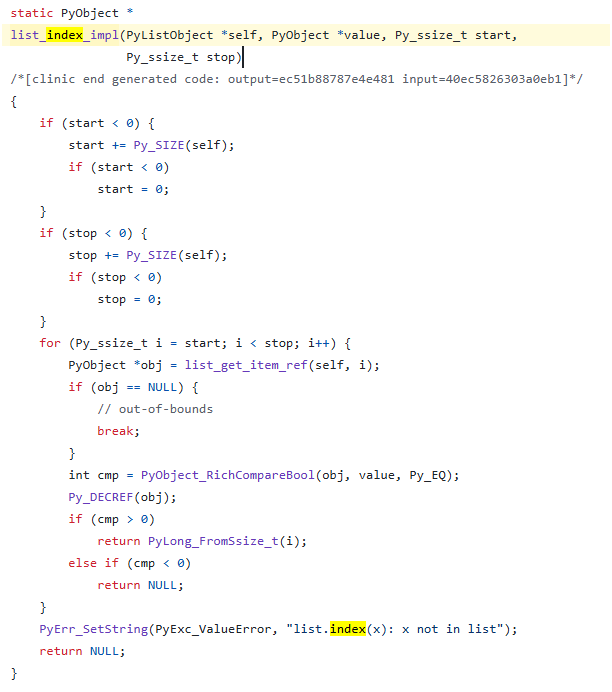 static PyObject *
list_index_impl(PyListObject *self, PyObject *value, Py_ssize_t start,
                Py_ssize_t stop)
/*[clinic end generated code: output=ec51b88787e4e481 input=40ec5826303a0eb1]*/
{
    if (start < 0) {
        start += Py_SIZE(self);
        if (start < 0)
            start = 0;
    }
    if (stop < 0) {
        stop += Py_SIZE(self);
        if (stop < 0)
            stop = 0;
    }
    for (Py_ssize_t i = start; i < stop; i++) {
        PyObject *obj = list_get_item_ref(self, i);
        if (obj == NULL) {
            // out-of-bounds
            break;
        }
        int cmp = PyObject_RichCompareBool(obj, value, Py_EQ);
        Py_DECREF(obj);
        if (cmp > 0)
            return PyLong_FromSsize_t(i);
        else if (cmp < 0)
            return NULL;
    }
    PyErr_SetString(PyExc_ValueError, "list.index(x): x not in list");
    return NULL;
}